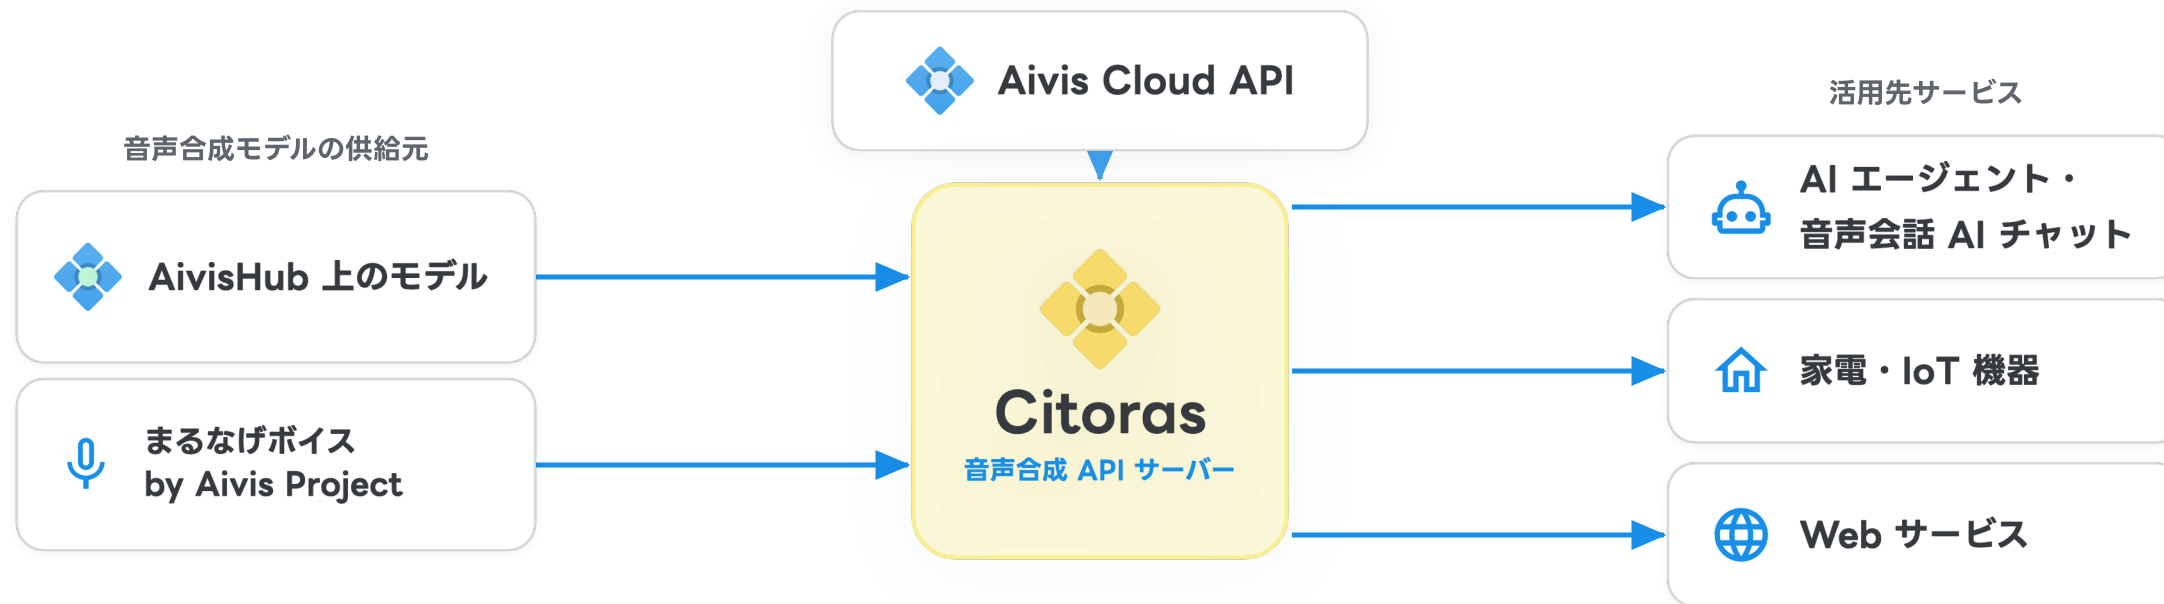 Aivis Cloud API
音声合成モデルの供給元
AivisHub 上のモデル
まるなげボイス
by Aivis Project
Citoras
音声合成 API サーバー
活用先サービス
AI エージェント・
音声会話 AI チャット
家電・IoT 機器
Web サービス